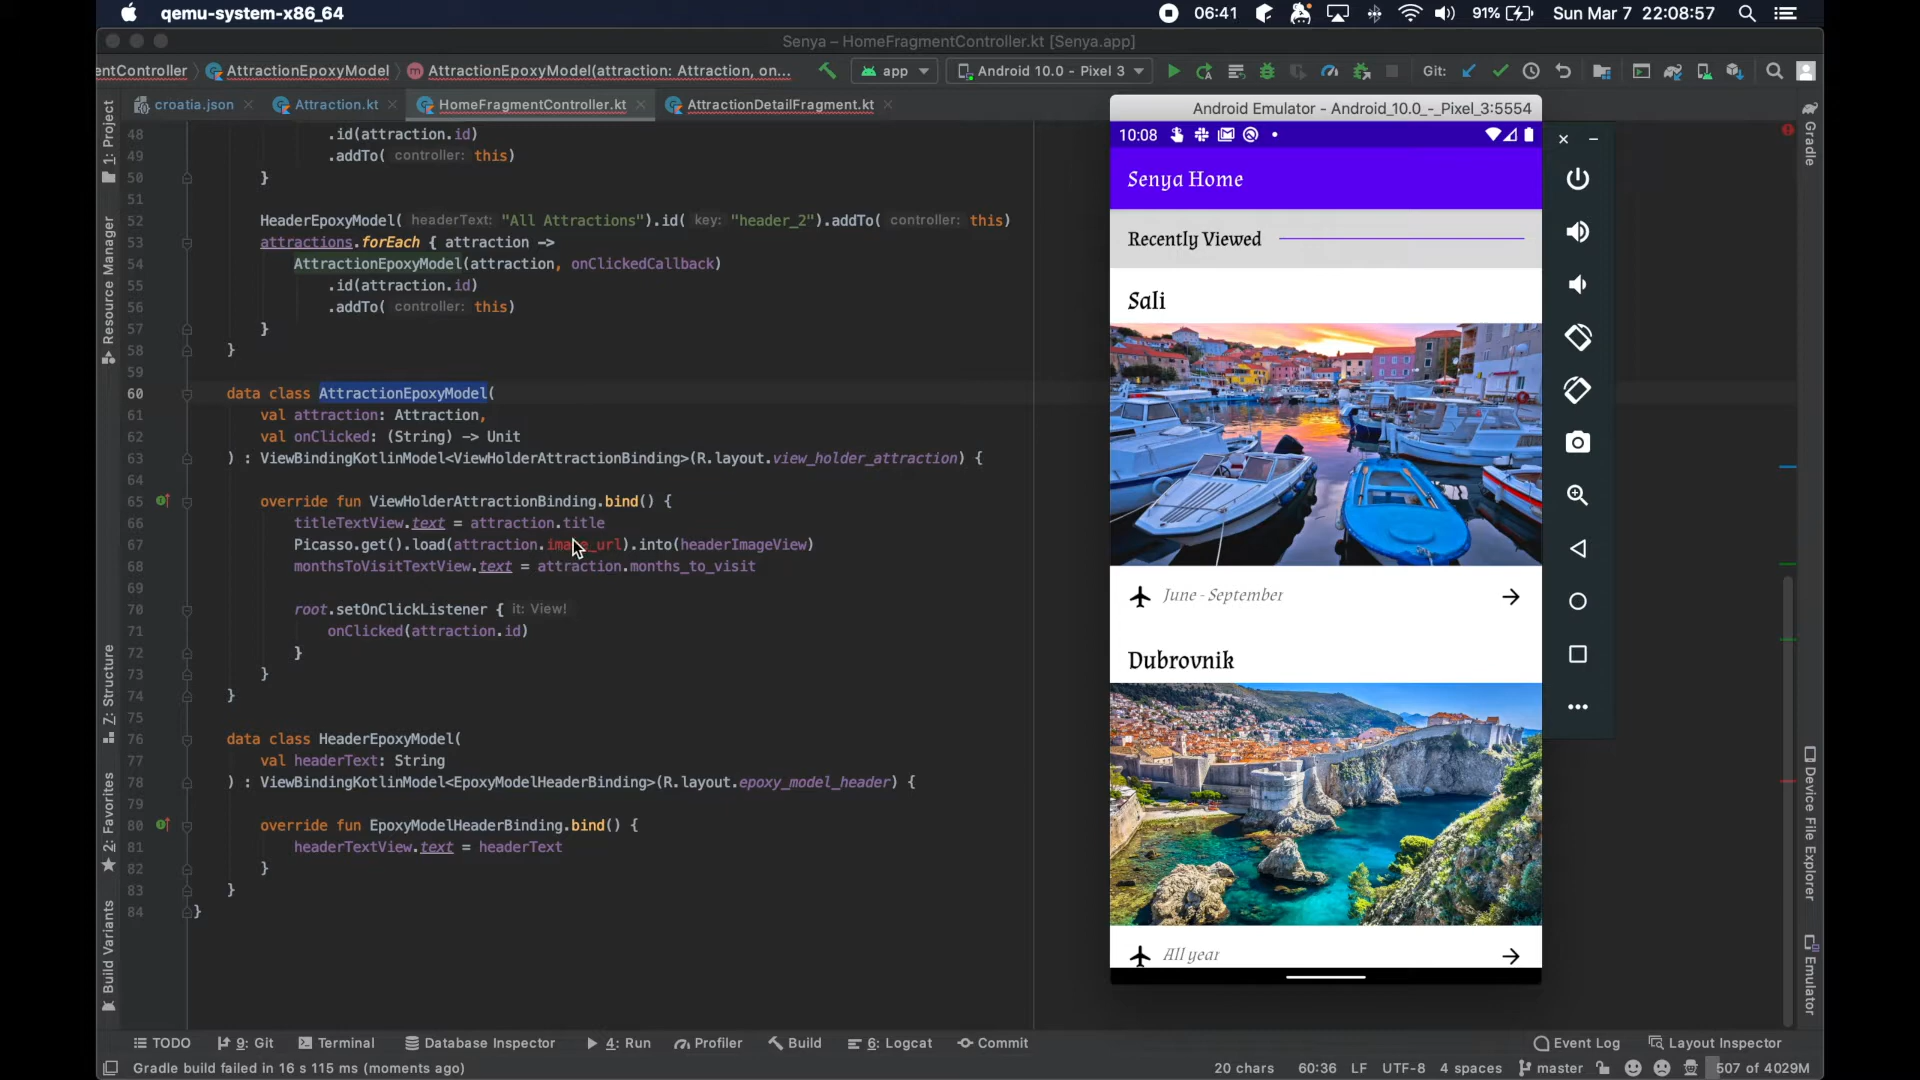 qemu-system-x86_64
06:41
91%
Sun Mar 7 22:08:57
Senya – HomeFragmentController.kt [Senya.app]
entController
AttractionEpoxyModel
AttractionEpoxyModel(attraction: Attraction, on...
app
Android 10.0 - Pixel 3
Git:
croatia.json
Attraction.kt
HomeFragmentController.kt
AttractionDetailFragment.kt
1: Project
Resource Manager
Z: Structure
2: Favorites
Build Variants
48 .id(attraction.id)
49 .addTo( controller: this)
50 }
51
52 HeaderEpoxyModel( headerText: "All Attractions").id( key: "header_2").addTo( controller: this)
53 attractions.forEach { attraction ->
54 AttractionEpoxyModel(attraction, onClickedCallback)
55 .id(attraction.id)
56 .addTo( controller: this)
57 }
58 }
59
60 data class AttractionEpoxyModel(
61 val attraction: Attraction,
62 val onClicked: (String) -> Unit
63 ) : ViewBindingKotlinModel<ViewHolderAttractionBinding>(R.layout.view_holder_attraction) {
64
65 override fun ViewHolderAttractionBinding.bind() {
66 titleTextView.text = attraction.title
67 Picasso.get().load(attraction.image_url).into(headerImageView)
68 monthsToVisitTextView.text = attraction.months_to_visit
69
70 root.setOnClickListener { it: View!
71 onClicked(attraction.id)
72 }
73 }
74 }
75
76 data class HeaderEpoxyModel(
77 val headerText: String
78 ) : ViewBindingKotlinModel<EpoxyModelHeaderBinding>(R.layout.epoxy_model_header) {
79
80 override fun EpoxyModelHeaderBinding.bind() {
81 headerTextView.text = headerText
82 }
83 }
84 }
Android Emulator - Android_10.0_-_Pixel_3:5554
10:08
Senya Home
Recently Viewed
Sali
June - September
Dubrovnik
All year
Gradle
Device File Explorer
Emulator
TODO
9: Git
Terminal
Database Inspector
4: Run
Profiler
Build
6: Logcat
Commit
Event Log
Layout Inspector
Gradle build failed in 16 s 115 ms (moments ago)
20 chars
60:36
LF
UTF-8
4 spaces
master
507 of 4029M